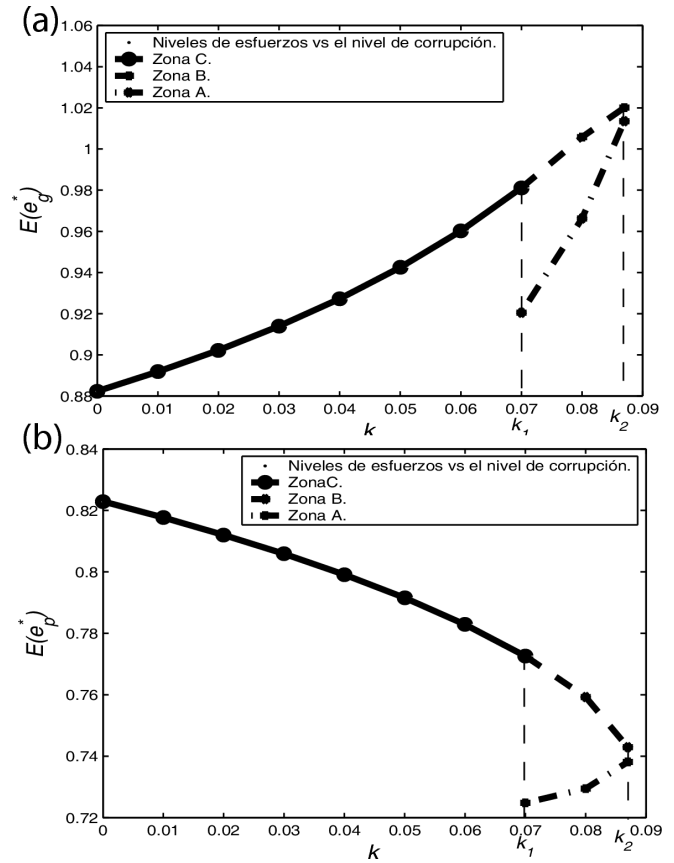 (a)
1.06
1.04
1.02
1
0.98
0.96
0.94
0.92
0.9
0.88
E(e*g)
Niveles de esfuerzos vs el nivel de corrupción.
Zona C.
Zona B.
Zona A.
0 0.01 0.02 0.03 0.04 0.05 0.06 0.07 0.08 0.09
k k1 k2
(b)
0.84
0.82
0.8
0.78
0.76
0.74
0.72
E(e*p)
Niveles de esfuerzos vs el nivel de corrupción.
ZonaC.
Zona B.
Zona A.
0 0.01 0.02 0.03 0.04 0.05 0.06 0.07 0.08 0.09
k k1 k2